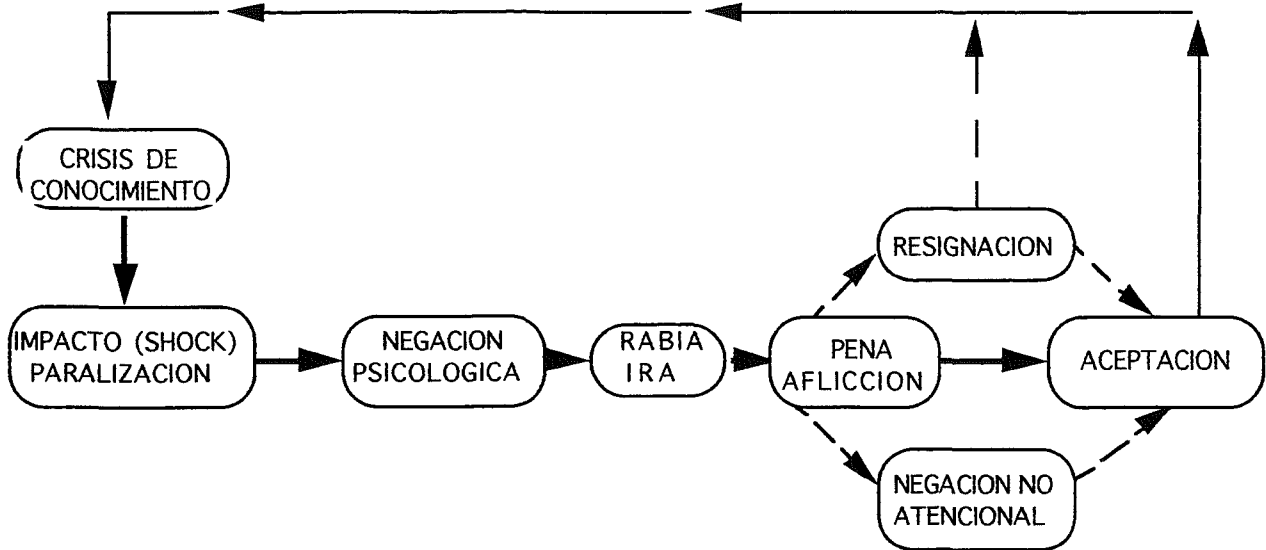 CRISIS DE
CONOCIMIENTO
IMPACTO (SHOCK)
PARALIZACION
NEGACION
PSICOLOGICA
RABIA
IRA
PENA
AFLICCION
RESIGNACION
ACEPTACION
NEGACION NO
ATENCIONAL